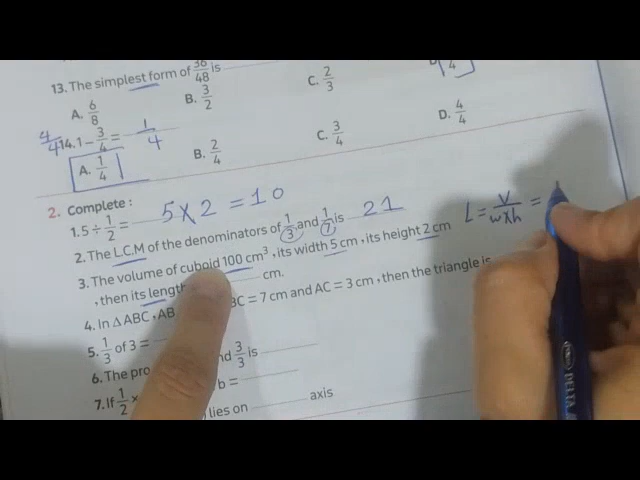 13. The simplest form of 36/48 is
A. 6/8 B. 3/2 C. 2/3 D. /4
4/4 14. 1 - 3/4 = 1/4
A. 1/4 B. 2/4 C. 3/4 D. 4/4
2. Complete :
1. 5 ÷ 1/2 = 5 × 2 = 10
2. The L.C.M of the denominators of 1/3 and 1/7 is 21
3. The volume of cuboid 100 cm³ , its width 5 cm , its height 2 cm L = V/w×h =
, then its length cm.
4. In △ ABC , AB BC = 7 cm and AC = 3 cm , then the triangle is
5. 1/3 of 3 =
6. The pro nd 3/3 is
7. If 1/2 × b =
lies on axis
DELTA